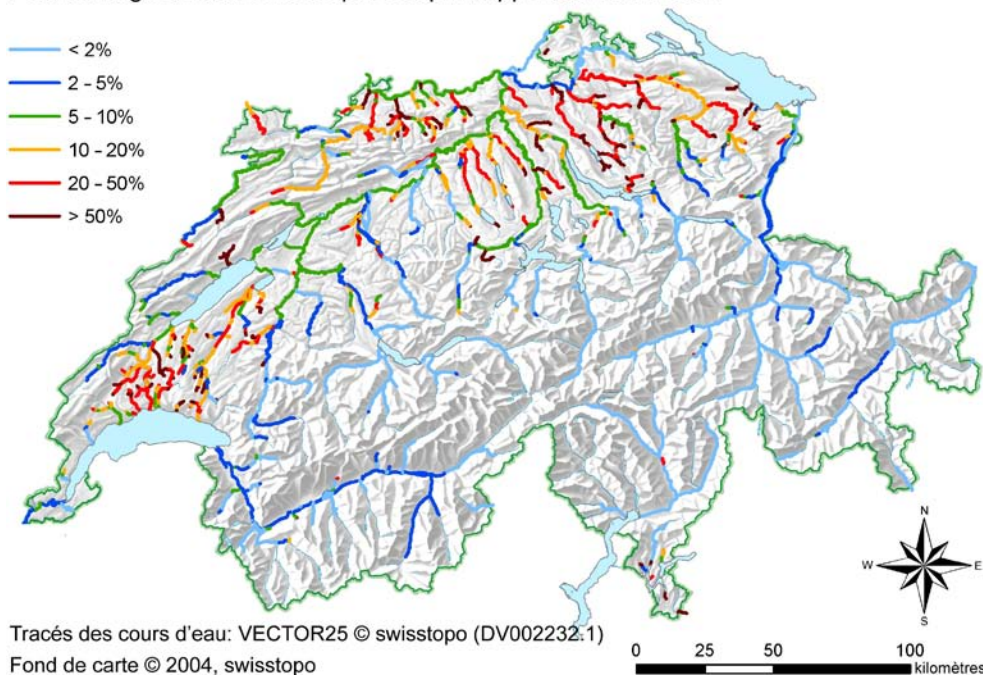 < 2%
2 – 5%
5 – 10%
10 – 20%
20 – 50%
> 50%
N
W
E
S
Tracés des cours d'eau: VECTOR25 © swisstopo (DV002232.1)
Fond de carte © 2004, swisstopo
0 25 50 100
kilomètres